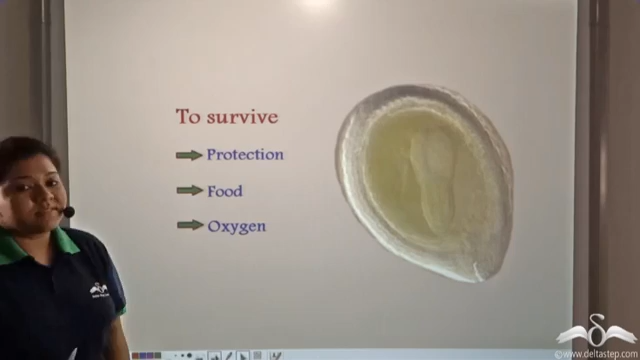 To survive
Protection
Food
Oxygen
©www.deltastep.com